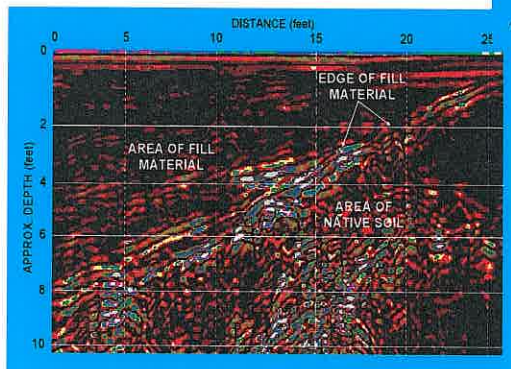 DISTANCE (feet)
0 5 10 15 20 25
APPROX. DEPTH (feet)
0
2
4
6
8
10
EDGE OF FILL
MATERIAL
AREA OF FILL
MATERIAL
AREA OF
NATIVE SOIL